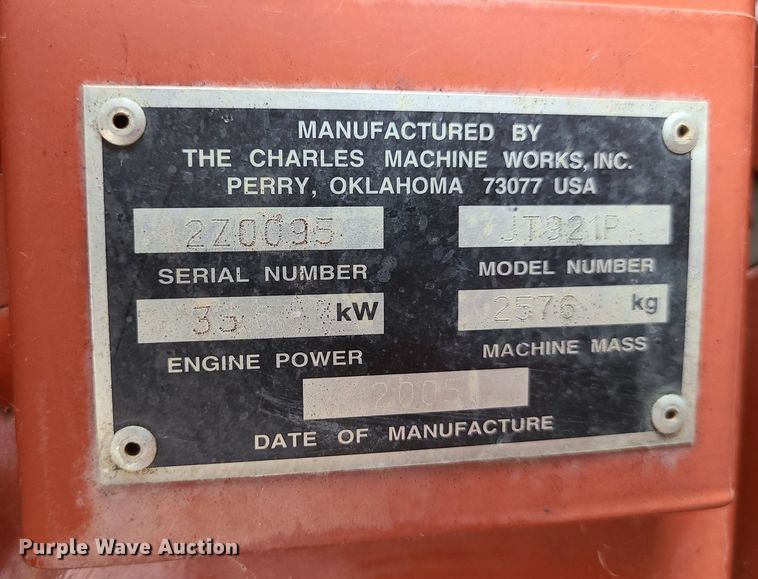 MANUFACTURED BY
THE CHARLES MACHINE WORKS, INC.
PERRY, OKLAHOMA 73077 USA
2Z0095 JT921P
SERIAL NUMBER MODEL NUMBER
kW 2576 kg
ENGINE POWER MACHINE MASS
2005
DATE OF MANUFACTURE
Purple Wave Auction